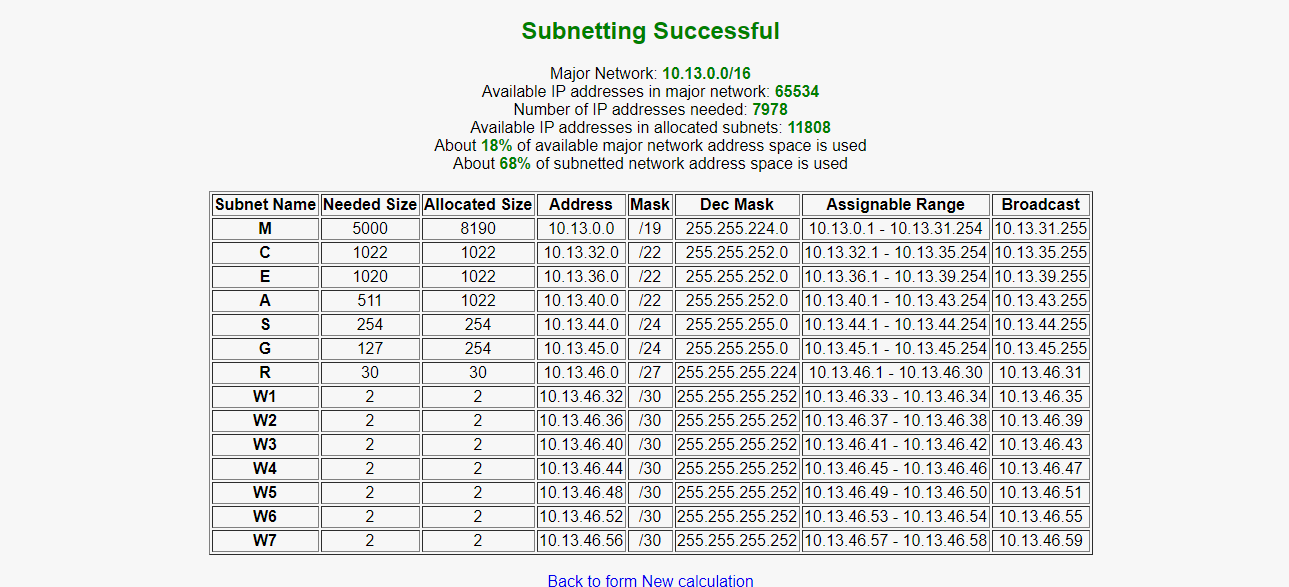 Subnetting Successful
Major Network: 10.13.0.0/16
Available IP addresses in major network: 65534
Number of IP addresses needed: 7978
Available IP addresses in allocated subnets: 11808
About 18% of available major network address space is used
About 68% of subnetted network address space is used
Subnet Name Needed Size Allocated Size Address Mask Dec Mask Assignable Range Broadcast
M 5000 8190 10.13.0.0 /19 255.255.224.0 10.13.0.1 - 10.13.31.254 10.13.31.255
C 1022 1022 10.13.32.0 /22 255.255.252.0 10.13.32.1 - 10.13.35.254 10.13.35.255
E 1020 1022 10.13.36.0 /22 255.255.252.0 10.13.36.1 - 10.13.39.254 10.13.39.255
A 511 1022 10.13.40.0 /22 255.255.252.0 10.13.40.1 - 10.13.43.254 10.13.43.255
S 254 254 10.13.44.0 /24 255.255.255.0 10.13.44.1 - 10.13.44.254 10.13.44.255
G 127 254 10.13.45.0 /24 255.255.255.0 10.13.45.1 - 10.13.45.254 10.13.45.255
R 30 30 10.13.46.0 /27 255.255.255.224 10.13.46.1 - 10.13.46.30 10.13.46.31
W1 2 2 10.13.46.32 /30 255.255.255.252 10.13.46.33 - 10.13.46.34 10.13.46.35
W2 2 2 10.13.46.36 /30 255.255.255.252 10.13.46.37 - 10.13.46.38 10.13.46.39
W3 2 2 10.13.46.40 /30 255.255.255.252 10.13.46.41 - 10.13.46.42 10.13.46.43
W4 2 2 10.13.46.44 /30 255.255.255.252 10.13.46.45 - 10.13.46.46 10.13.46.47
W5 2 2 10.13.46.48 /30 255.255.255.252 10.13.46.49 - 10.13.46.50 10.13.46.51
W6 2 2 10.13.46.52 /30 255.255.255.252 10.13.46.53 - 10.13.46.54 10.13.46.55
W7 2 2 10.13.46.56 /30 255.255.255.252 10.13.46.57 - 10.13.46.58 10.13.46.59
Back to form New calculation